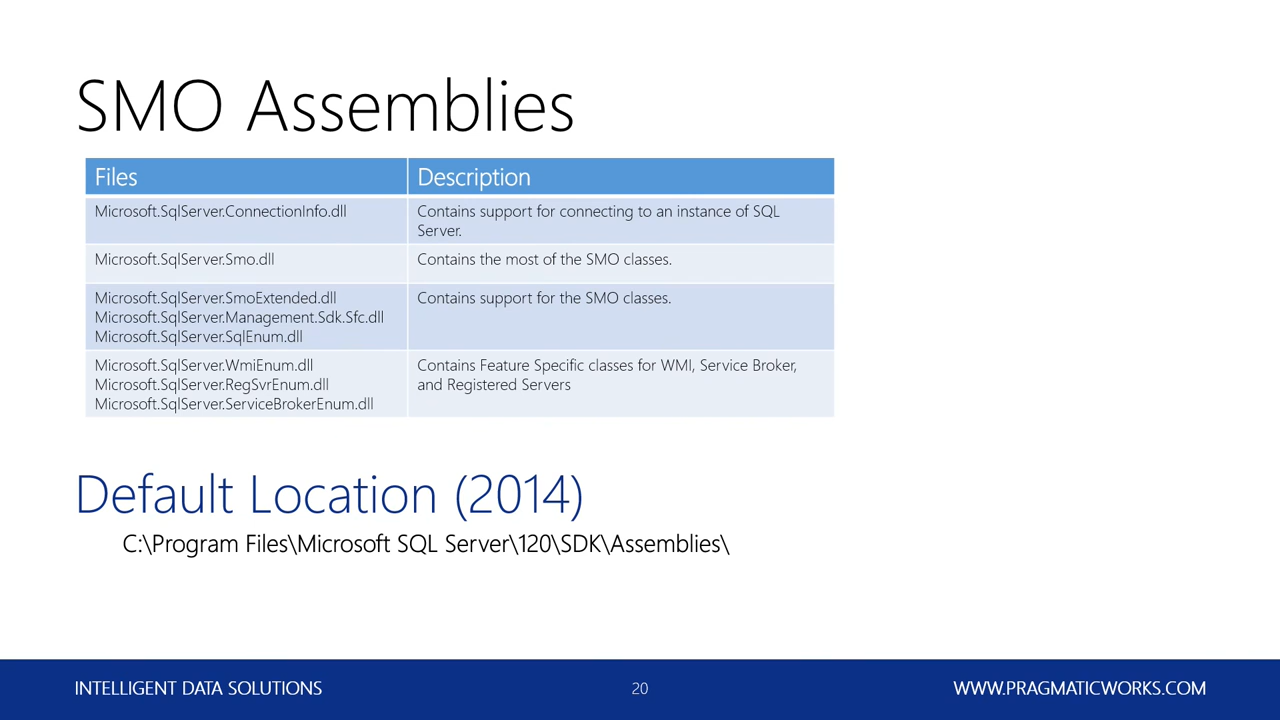 SMO Assemblies
Files
Description
Microsoft.SqlServer.ConnectionInfo.dll
Contains support for connecting to an instance of SQL
Server.
Microsoft.SqlServer.Smo.dll
Contains the most of the SMO classes.
Microsoft.SqlServer.SmoExtended.dll
Microsoft.SqlServer.Management.Sdk.Sfc.dll
Microsoft.SqlServer.SqlEnum.dll
Contains support for the SMO classes.
Microsoft.SqlServer.WmiEnum.dll
Microsoft.SqlServer.RegSvrEnum.dll
Microsoft.SqlServer.ServiceBrokerEnum.dll
Contains Feature Specific classes for WMI, Service Broker,
and Registered Servers
Default Location (2014)
C:\Program Files\Microsoft SQL Server\120\SDK\Assemblies\
INTELLIGENT DATA SOLUTIONS
20
WWW.PRAGMATICWORKS.COM